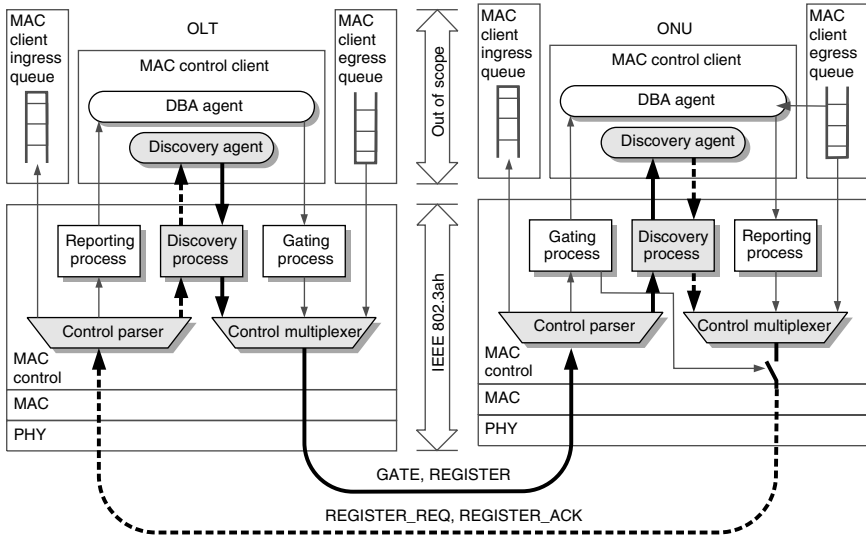 MAC
client
ingress
queue
OLT
MAC control client
DBA agent
Discovery agent
MAC
client
egress
queue
Reporting
process
Discovery
process
Gating
process
Control parser
Control multiplexer
MAC
control
MAC
PHY
Out of scope
IEEE 802.3ah
MAC
client
ingress
queue
ONU
MAC control client
DBA agent
Discovery agent
MAC
client
egress
queue
Gating
process
Discovery
process
Reporting
process
Control parser
Control multiplexer
MAC
control
MAC
PHY
GATE, REGISTER
REGISTER_REQ, REGISTER_ACK